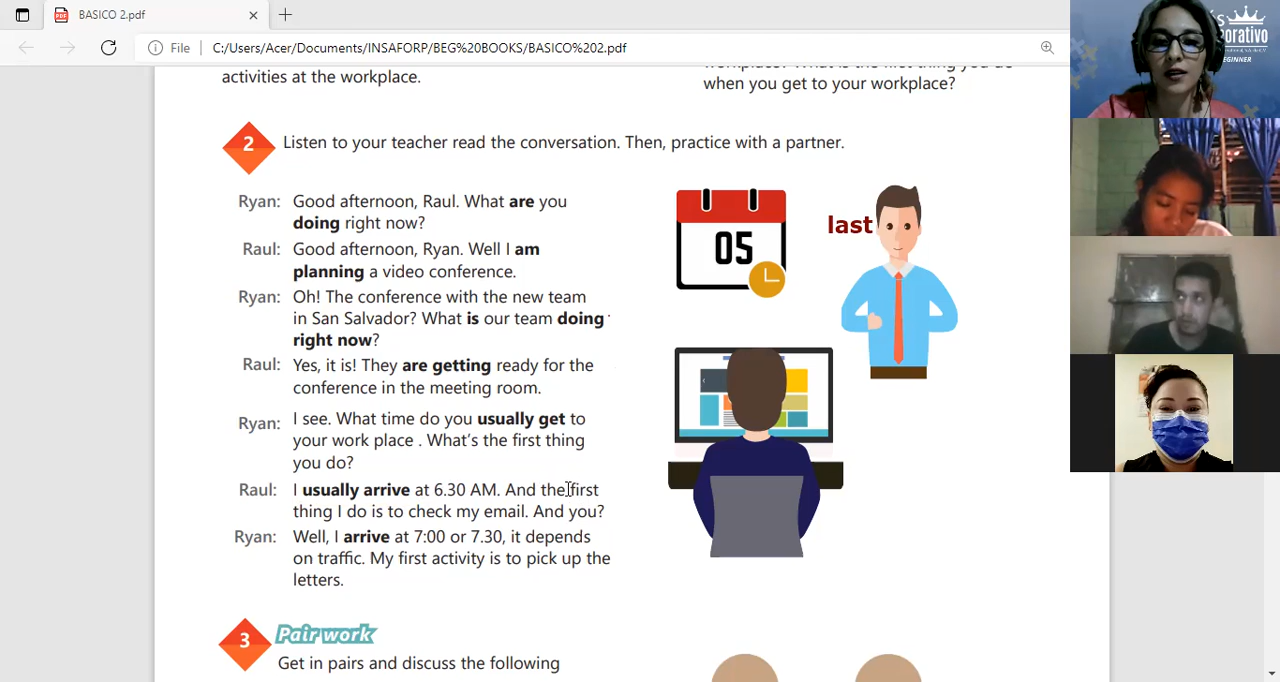 BASICO 2.pdf
File
C:/Users/Acer/Documents/INSAFORP/BEG%20BOOKS/BASICO%202.pdf
activities at the workplace.
workplace? What is the first thing you do
when you get to your workplace?
2
Listen to your teacher read the conversation. Then, practice with a partner.
Ryan: Good afternoon, Raul. What are you
doing right now?
Raul: Good afternoon, Ryan. Well I am
planning a video conference.
Ryan: Oh! The conference with the new team
in San Salvador? What is our team doing
right now?
Raul: Yes, it is! They are getting ready for the
conference in the meeting room.
Ryan: I see. What time do you usually get to
your work place . What's the first thing
you do?
Raul: I usually arrive at 6.30 AM. And the first
thing I do is to check my email. And you?
Ryan: Well, I arrive at 7:00 or 7.30, it depends
on traffic. My first activity is to pick up the
letters.
05
last
3
Pair work
Get in pairs and discuss the following